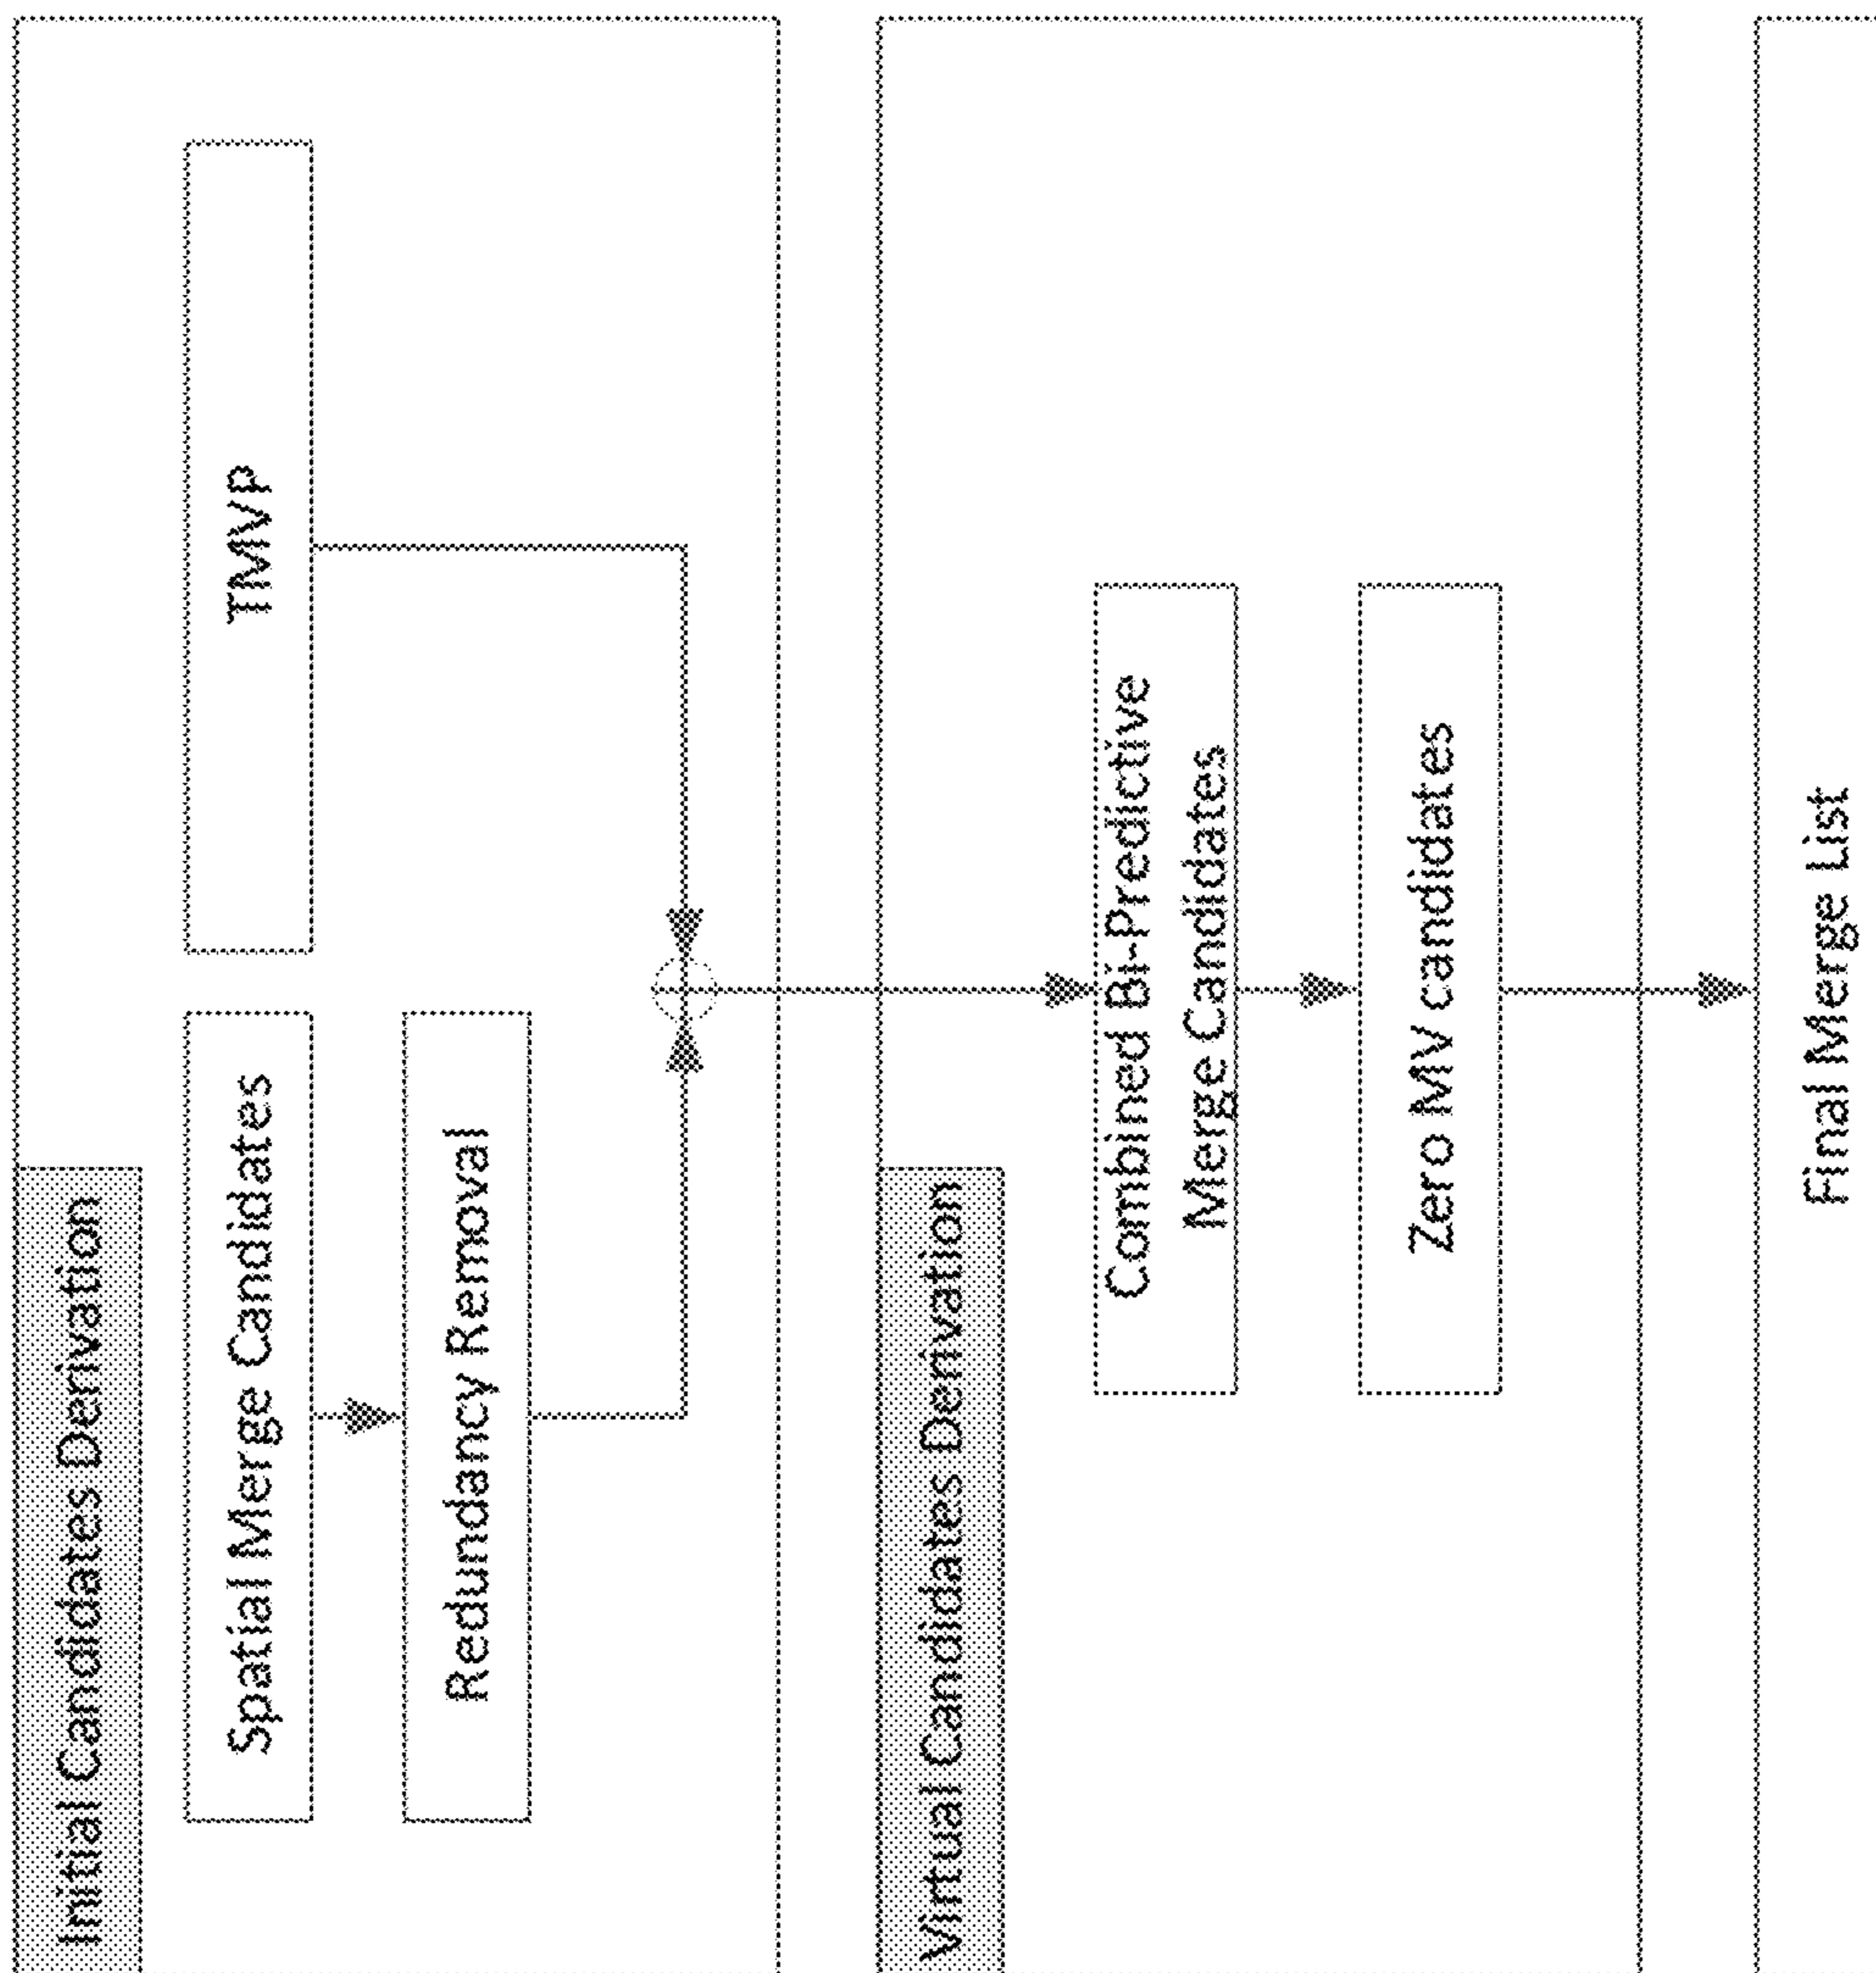 Initial Candidates Derivation
Spatial Merge Candidates
TMVP
Redundancy Removal
Virtual Candidates Derivation
Combined Bi-Predictive
Merge Candidates
Zero MV candidates
Final Merge List